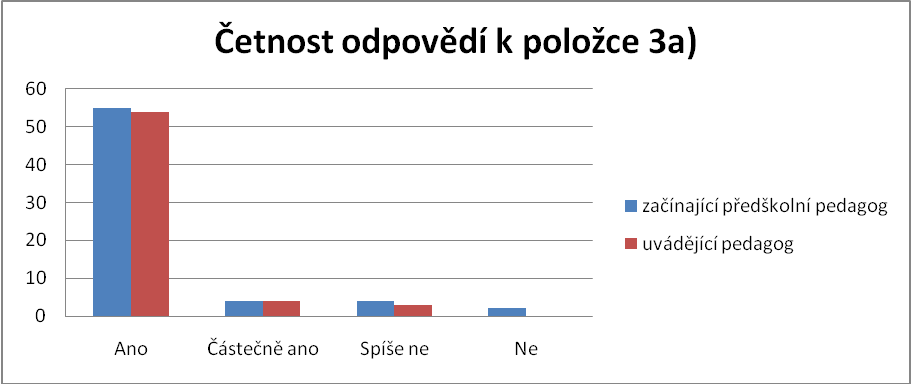 Četnost odpovědí k položce 3a)
60
50
40
30
20
10
0
Ano
Částečně ano
Spíše ne
Ne
začínající předškolní pedagog
uvádějící pedagog